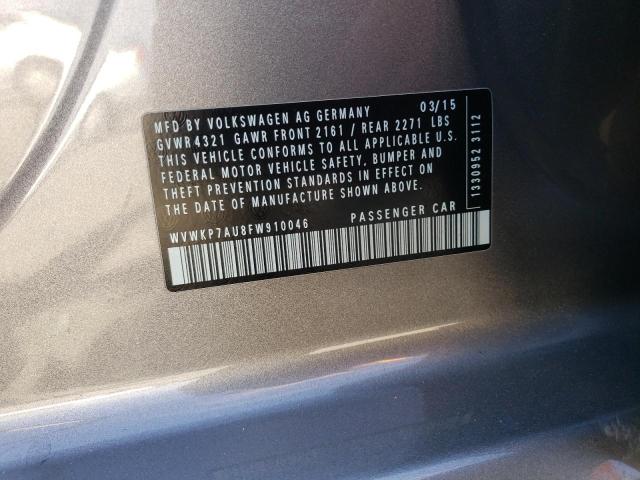 MFD BY VOLKSWAGEN AG GERMANY 03/15
GVWR 4321 GAWR FRONT 2161 / REAR 2271 LBS
THIS VEHICLE CONFORMS TO ALL APPLICABLE U.S.
FEDERAL MOTOR VEHICLE SAFETY, BUMPER AND
THEFT PREVENTION STANDARDS IN EFFECT ON
THE DATE OF MANUFACTURE SHOWN ABOVE.
WVWKP7AU8FW910046 PASSENGER CAR
T330952 3112